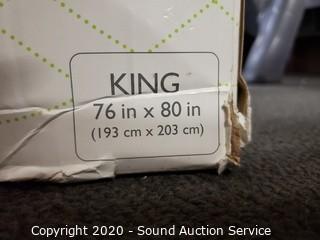 KING
76 in x 80 in
(193 cm x 203 cm)
Copyright 2020 - Sound Auction Service